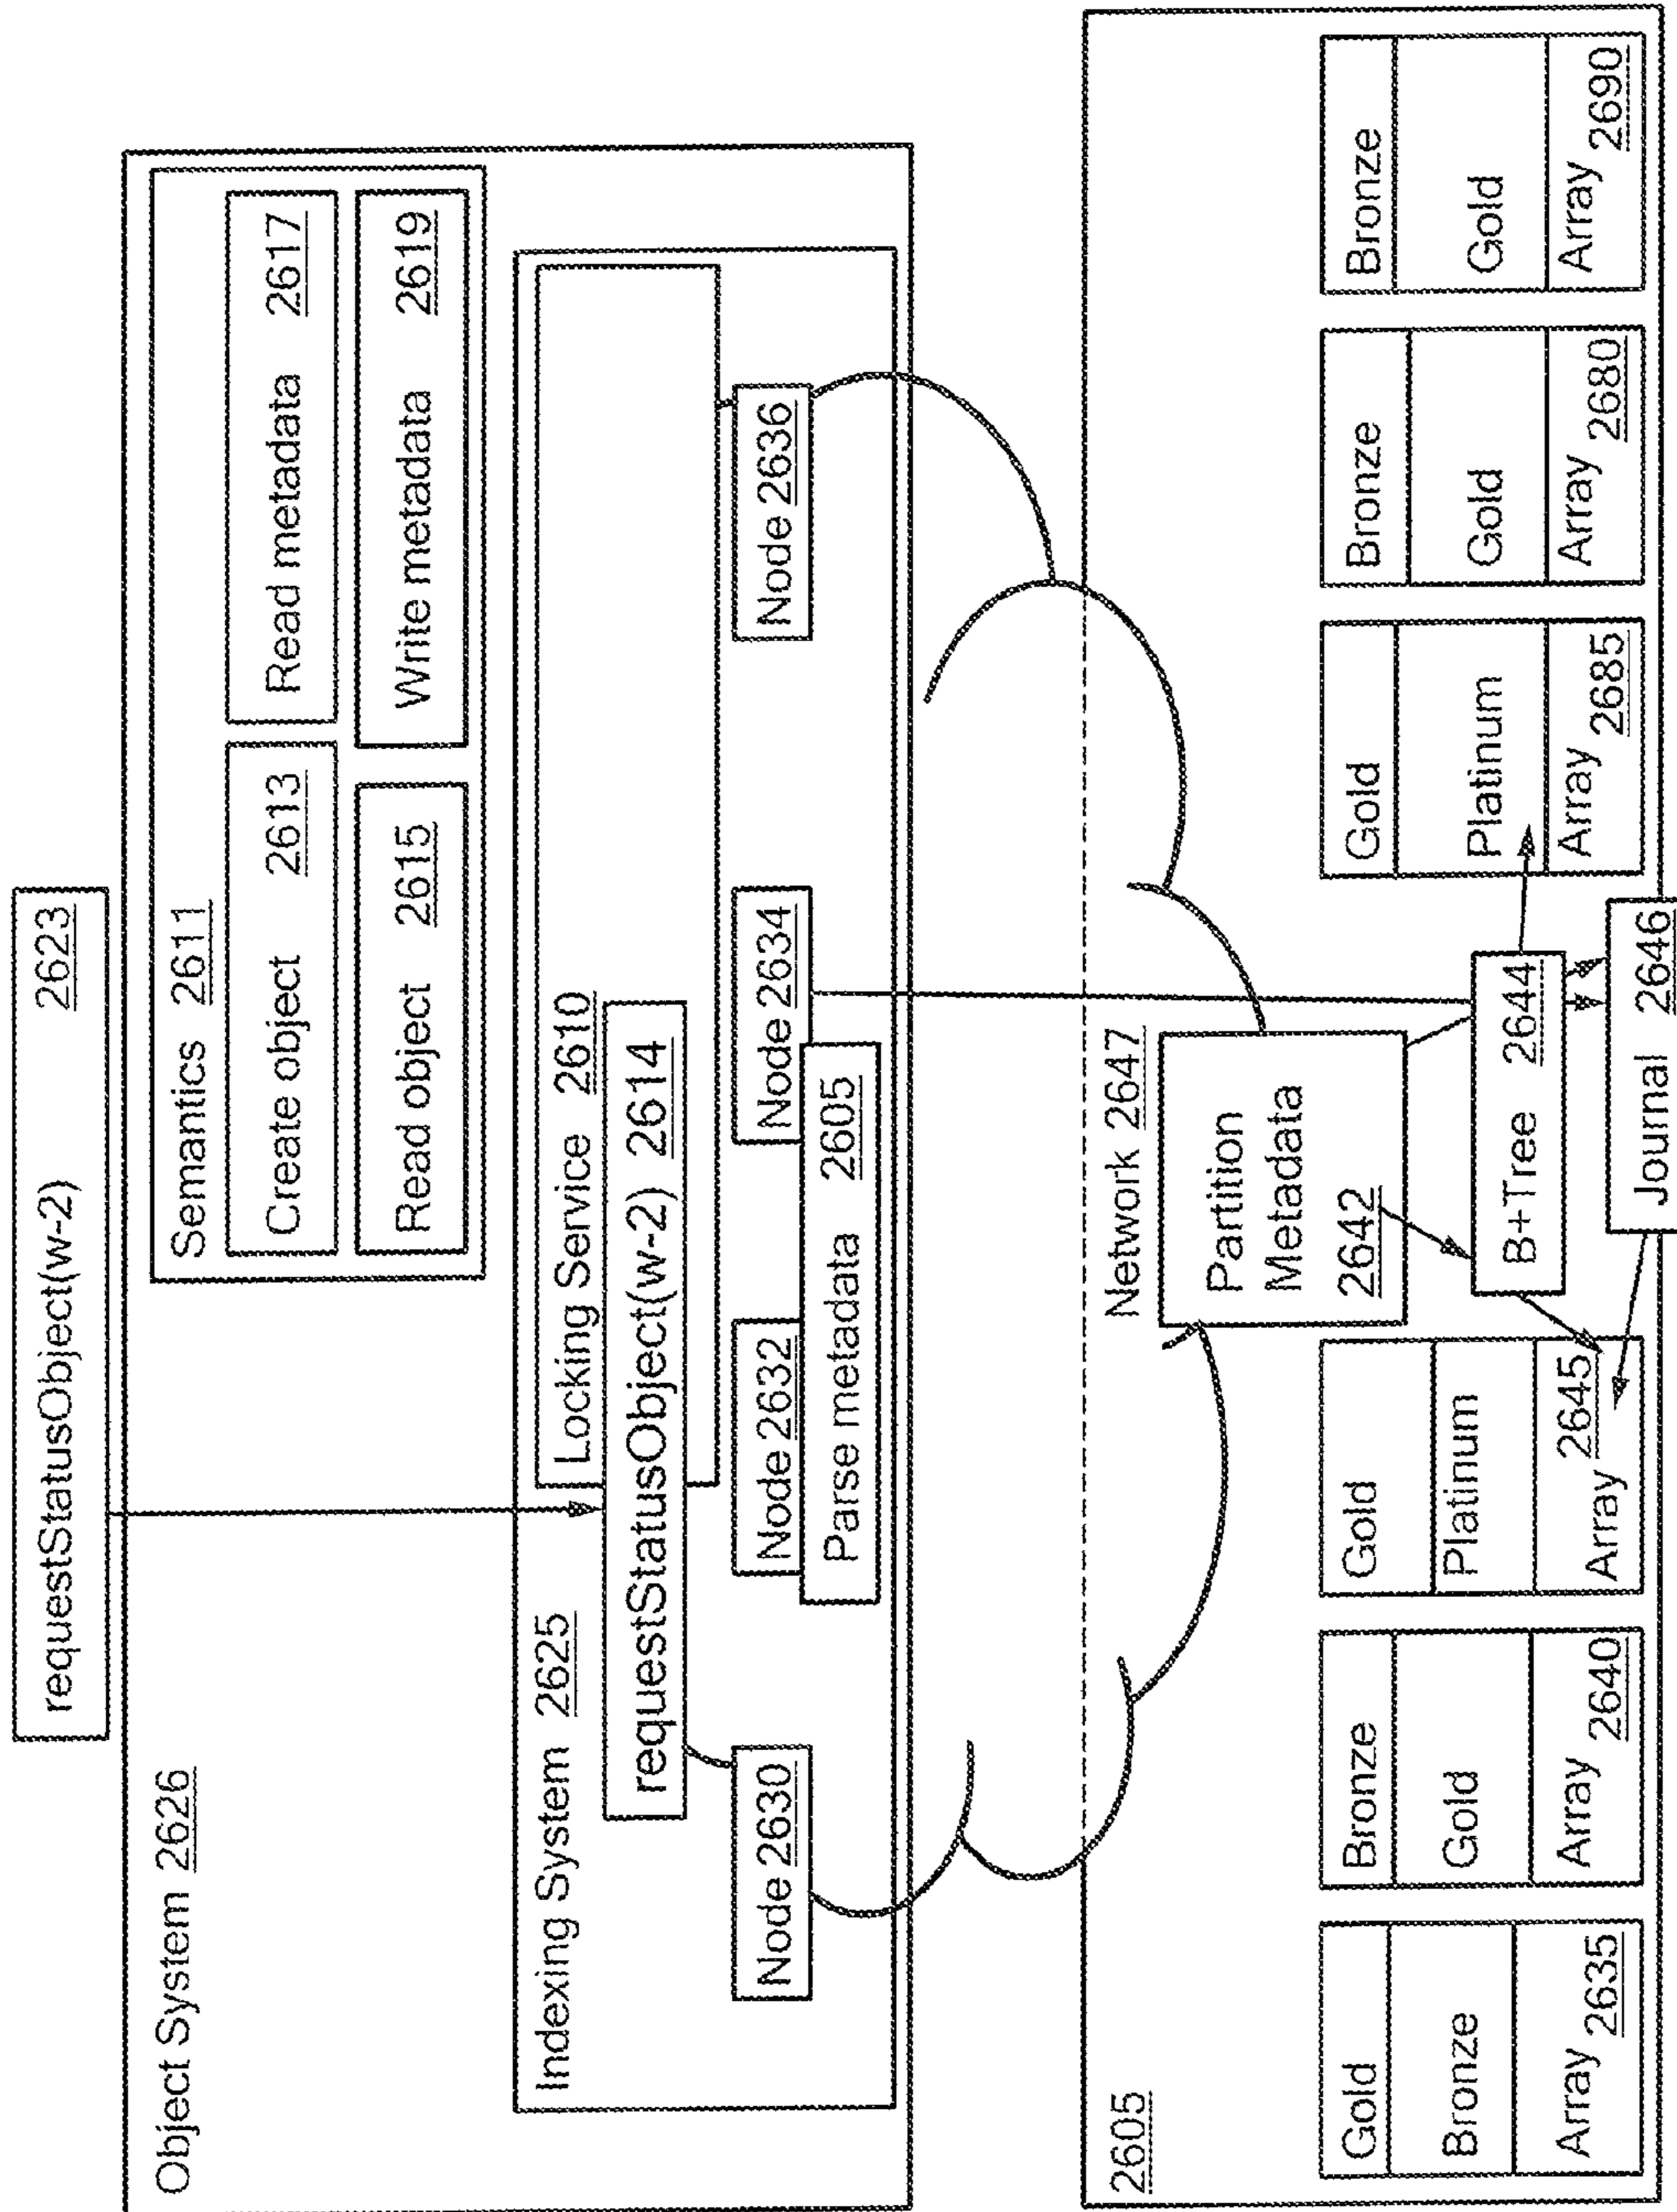 requestStatusObject(w-2) 2623
Object System 2626
Semantics 2611
Create object 2613
Read metadata 2617
Read object 2615
Write metadata 2619
Indexing System 2625
Locking Service 2610
requestStatusObject(w-2) 2614
Node 2630
Node 2632
Node 2634
Node 2636
Parse metadata 2605
Network 2647
2605
Partition
Metadata
2642
B+Tree 2644
Journal 2646
Gold
Bronze
Array 2635
Bronze
Gold
Array 2640
Gold
Platinum
Array 2645
Gold
Platinum
Array 2685
Bronze
Gold
Array 2680
Bronze
Gold
Array 2690